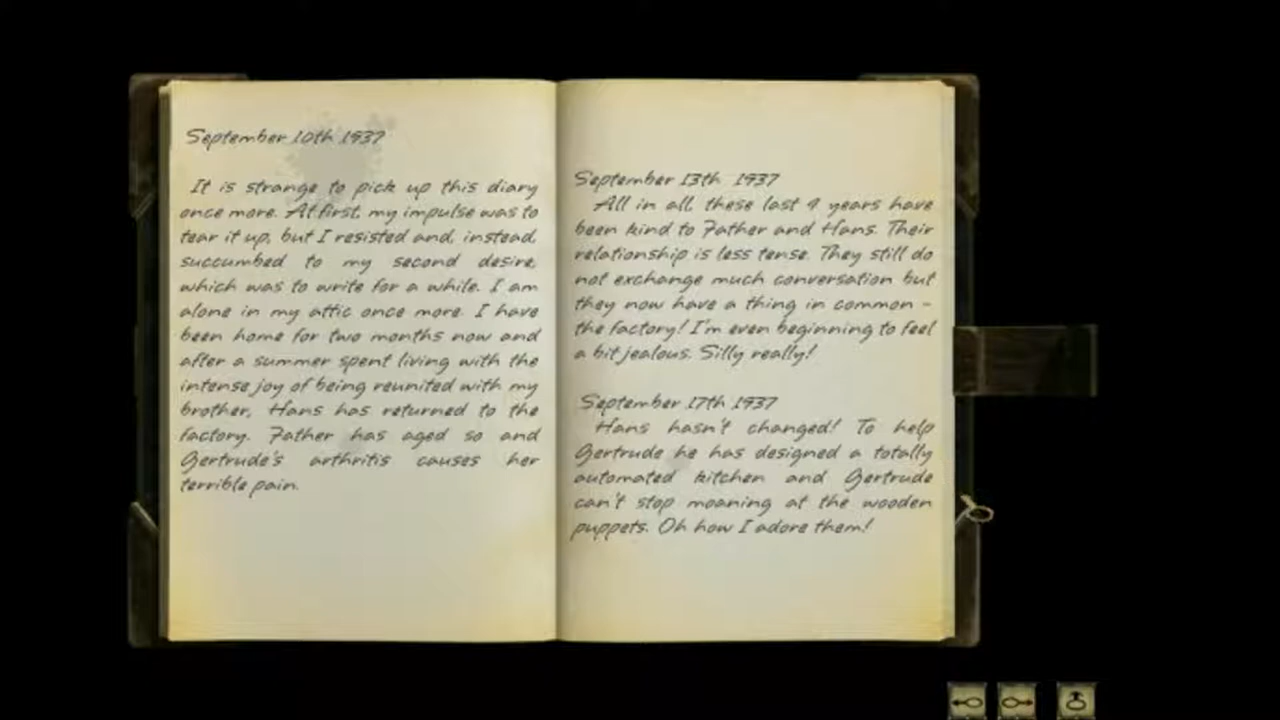 September 10th 1937
It is strange to pick up this diary
once more. At first, my impulse was to
tear it up, but I resisted and, instead,
succumbed to my second desire,
which was to write for a while. I am
alone in my attic once more. I have
been home for two months now and
after a summer spent living with the
intense joy of being reunited with my
brother, Hans has returned to the
factory. Father has aged so and
Gertrude's arthritis causes her
terrible pain.
September 13th 1937
All in all, these last 9 years have
been kind to Father and Hans. Their
relationship is less tense. They still do
not exchange much conversation but
they now have a thing in common -
the factory! I'm even beginning to feel
a bit jealous. Silly really!
September 17th 1937
Hans hasn't changed! To help
Gertrude he has designed a totally
automated kitchen and Gertrude
can't stop moaning at the wooden
puppets. Oh how I adore them!